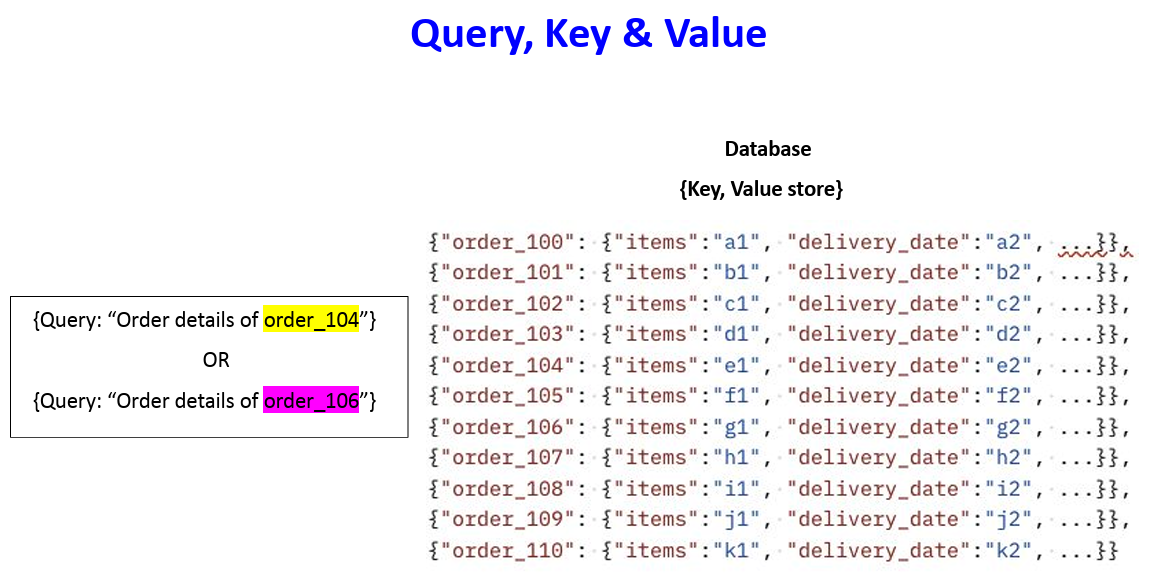 Query, Key & Value
Database
{Key, Value store}
{Query: “Order details of order_104”}
OR
{Query: “Order details of order_106”}
{"order_100": {"items":"a1", "delivery_date":"a2", ...}},
{"order_101": {"items":"b1", "delivery_date":"b2", ...}},
{"order_102": {"items":"c1", "delivery_date":"c2", ...}},
{"order_103": {"items":"d1", "delivery_date":"d2", ...}},
{"order_104": {"items":"e1", "delivery_date":"e2", ...}},
{"order_105": {"items":"f1", "delivery_date":"f2", ...}},
{"order_106": {"items":"g1", "delivery_date":"g2", ...}},
{"order_107": {"items":"h1", "delivery_date":"h2", ...}},
{"order_108": {"items":"i1", "delivery_date":"i2", ...}},
{"order_109": {"items":"j1", "delivery_date":"j2", ...}},
{"order_110": {"items":"k1", "delivery_date":"k2", ...}}